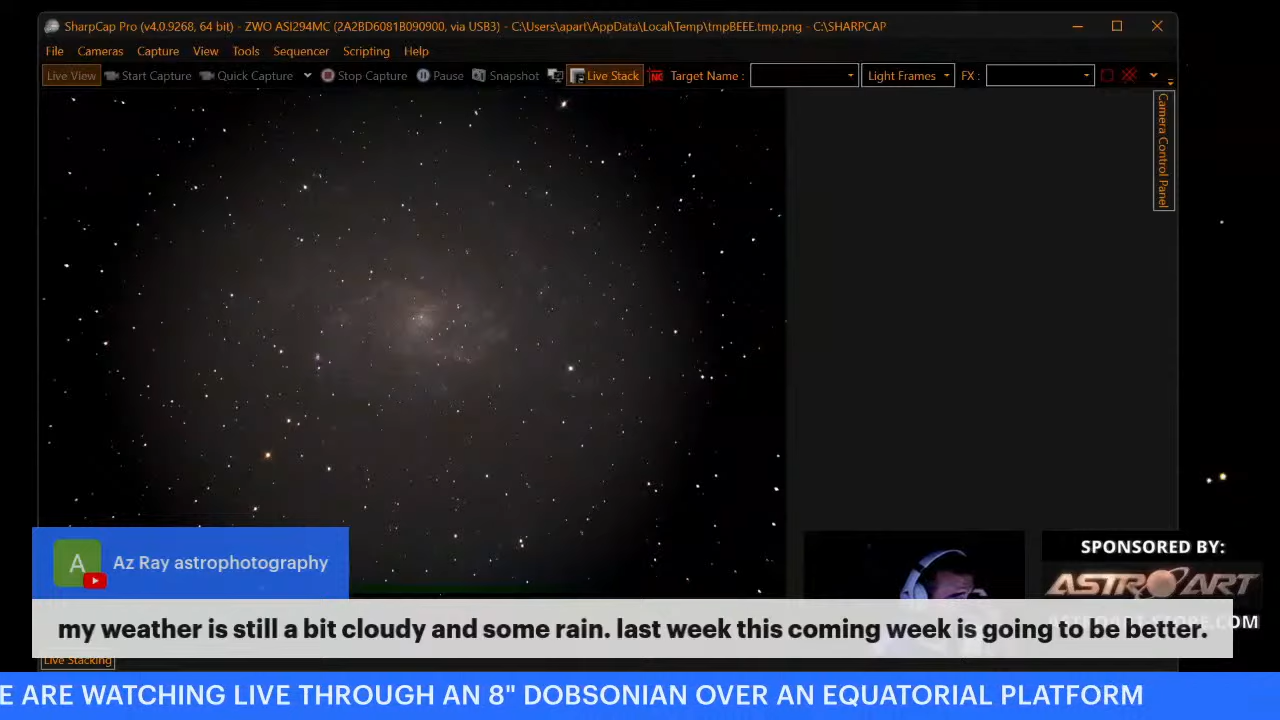 SharpCap Pro (v4.0.9268, 64 bit) - ZWO ASI294MC (2A2BD6081B090900, via USB3) - C:\Users\apart\AppData\Local\Temp\tmpBEEE.tmp.png - C:\SHARPCAP
File Cameras Capture View Tools Sequencer Scripting Help
Live View Start Capture Quick Capture Stop Capture Pause Snapshot Live Stack Target Name : Light Frames FX :
Camera Control Panel
SPONSORED BY:
ASTROART
A Az Ray astrophotography
my weather is still a bit cloudy and some rain. last week this coming week is going to be better.
Live Stacking
E ARE WATCHING LIVE THROUGH AN 8" DOBSONIAN OVER AN EQUATORIAL PLATFORM